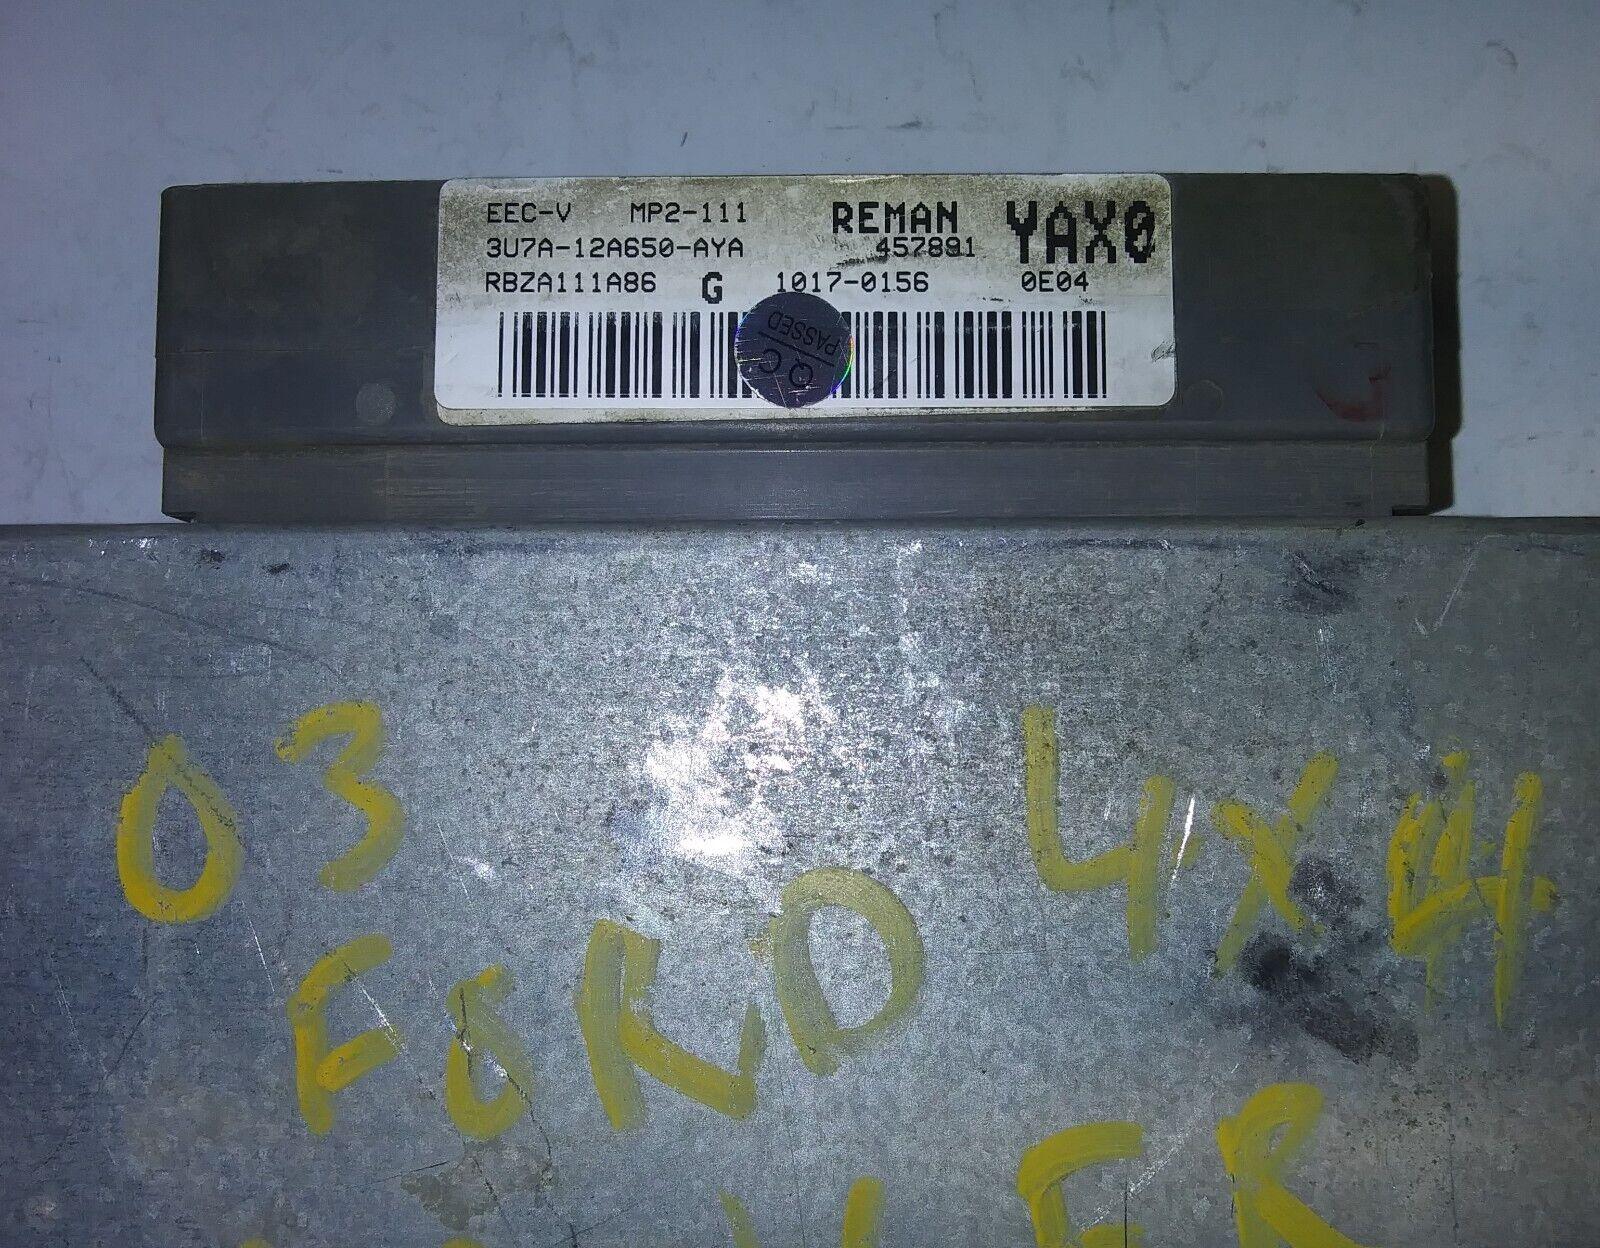 EEC-V MP2-111 REMAN YAX0
3U7A-12A650-AYA 457891
RBZA111A86 G 1017-0156 0E04
QC
PASSED
03 4X4
FORD